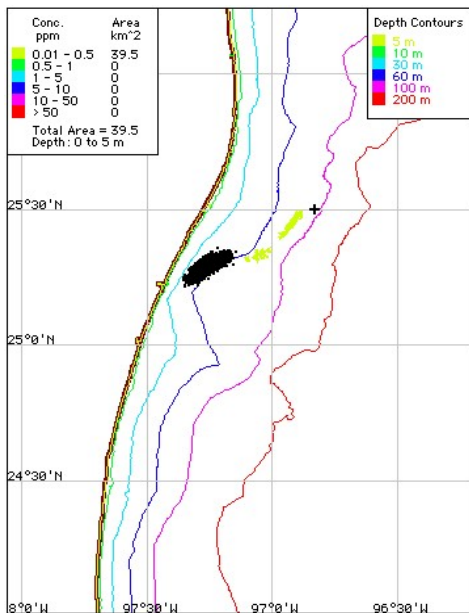 Conc. Area
ppm km^2
0.01 - 0.5 39.5
0.5 - 1 0
1 - 5 0
5 - 10 0
10 - 50 0
> 50 0
Total Area = 39.5
Depth: 0 to 5 m
Depth Contours
5 m
10 m
30 m
60 m
100 m
200 m
25°30'N
25°0'N
24°30'N
8°0'W 97°30'W 97°0'W 96°30'W